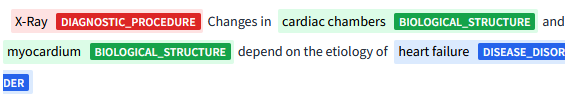 X-Ray DIAGNOSTIC_PROCEDURE Changes in cardiac chambers BIOLOGICAL_STRUCTURE and
myocardium BIOLOGICAL_STRUCTURE depend on the etiology of heart failure DISEASE_DISOR
DER